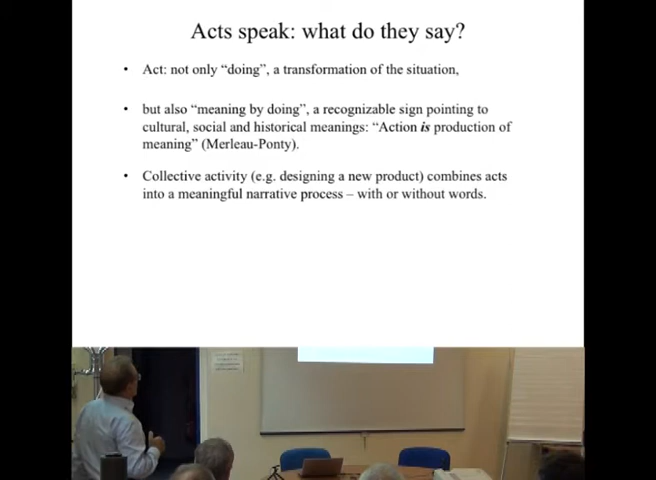 Acts speak: what do they say?
• Act: not only “doing”, a transformation of the situation,
• but also “meaning by doing”, a recognizable sign pointing to
cultural, social and historical meanings: “Action is production of
meaning” (Merleau-Ponty).
• Collective activity (e.g. designing a new product) combines acts
into a meaningful narrative process – with or without words.